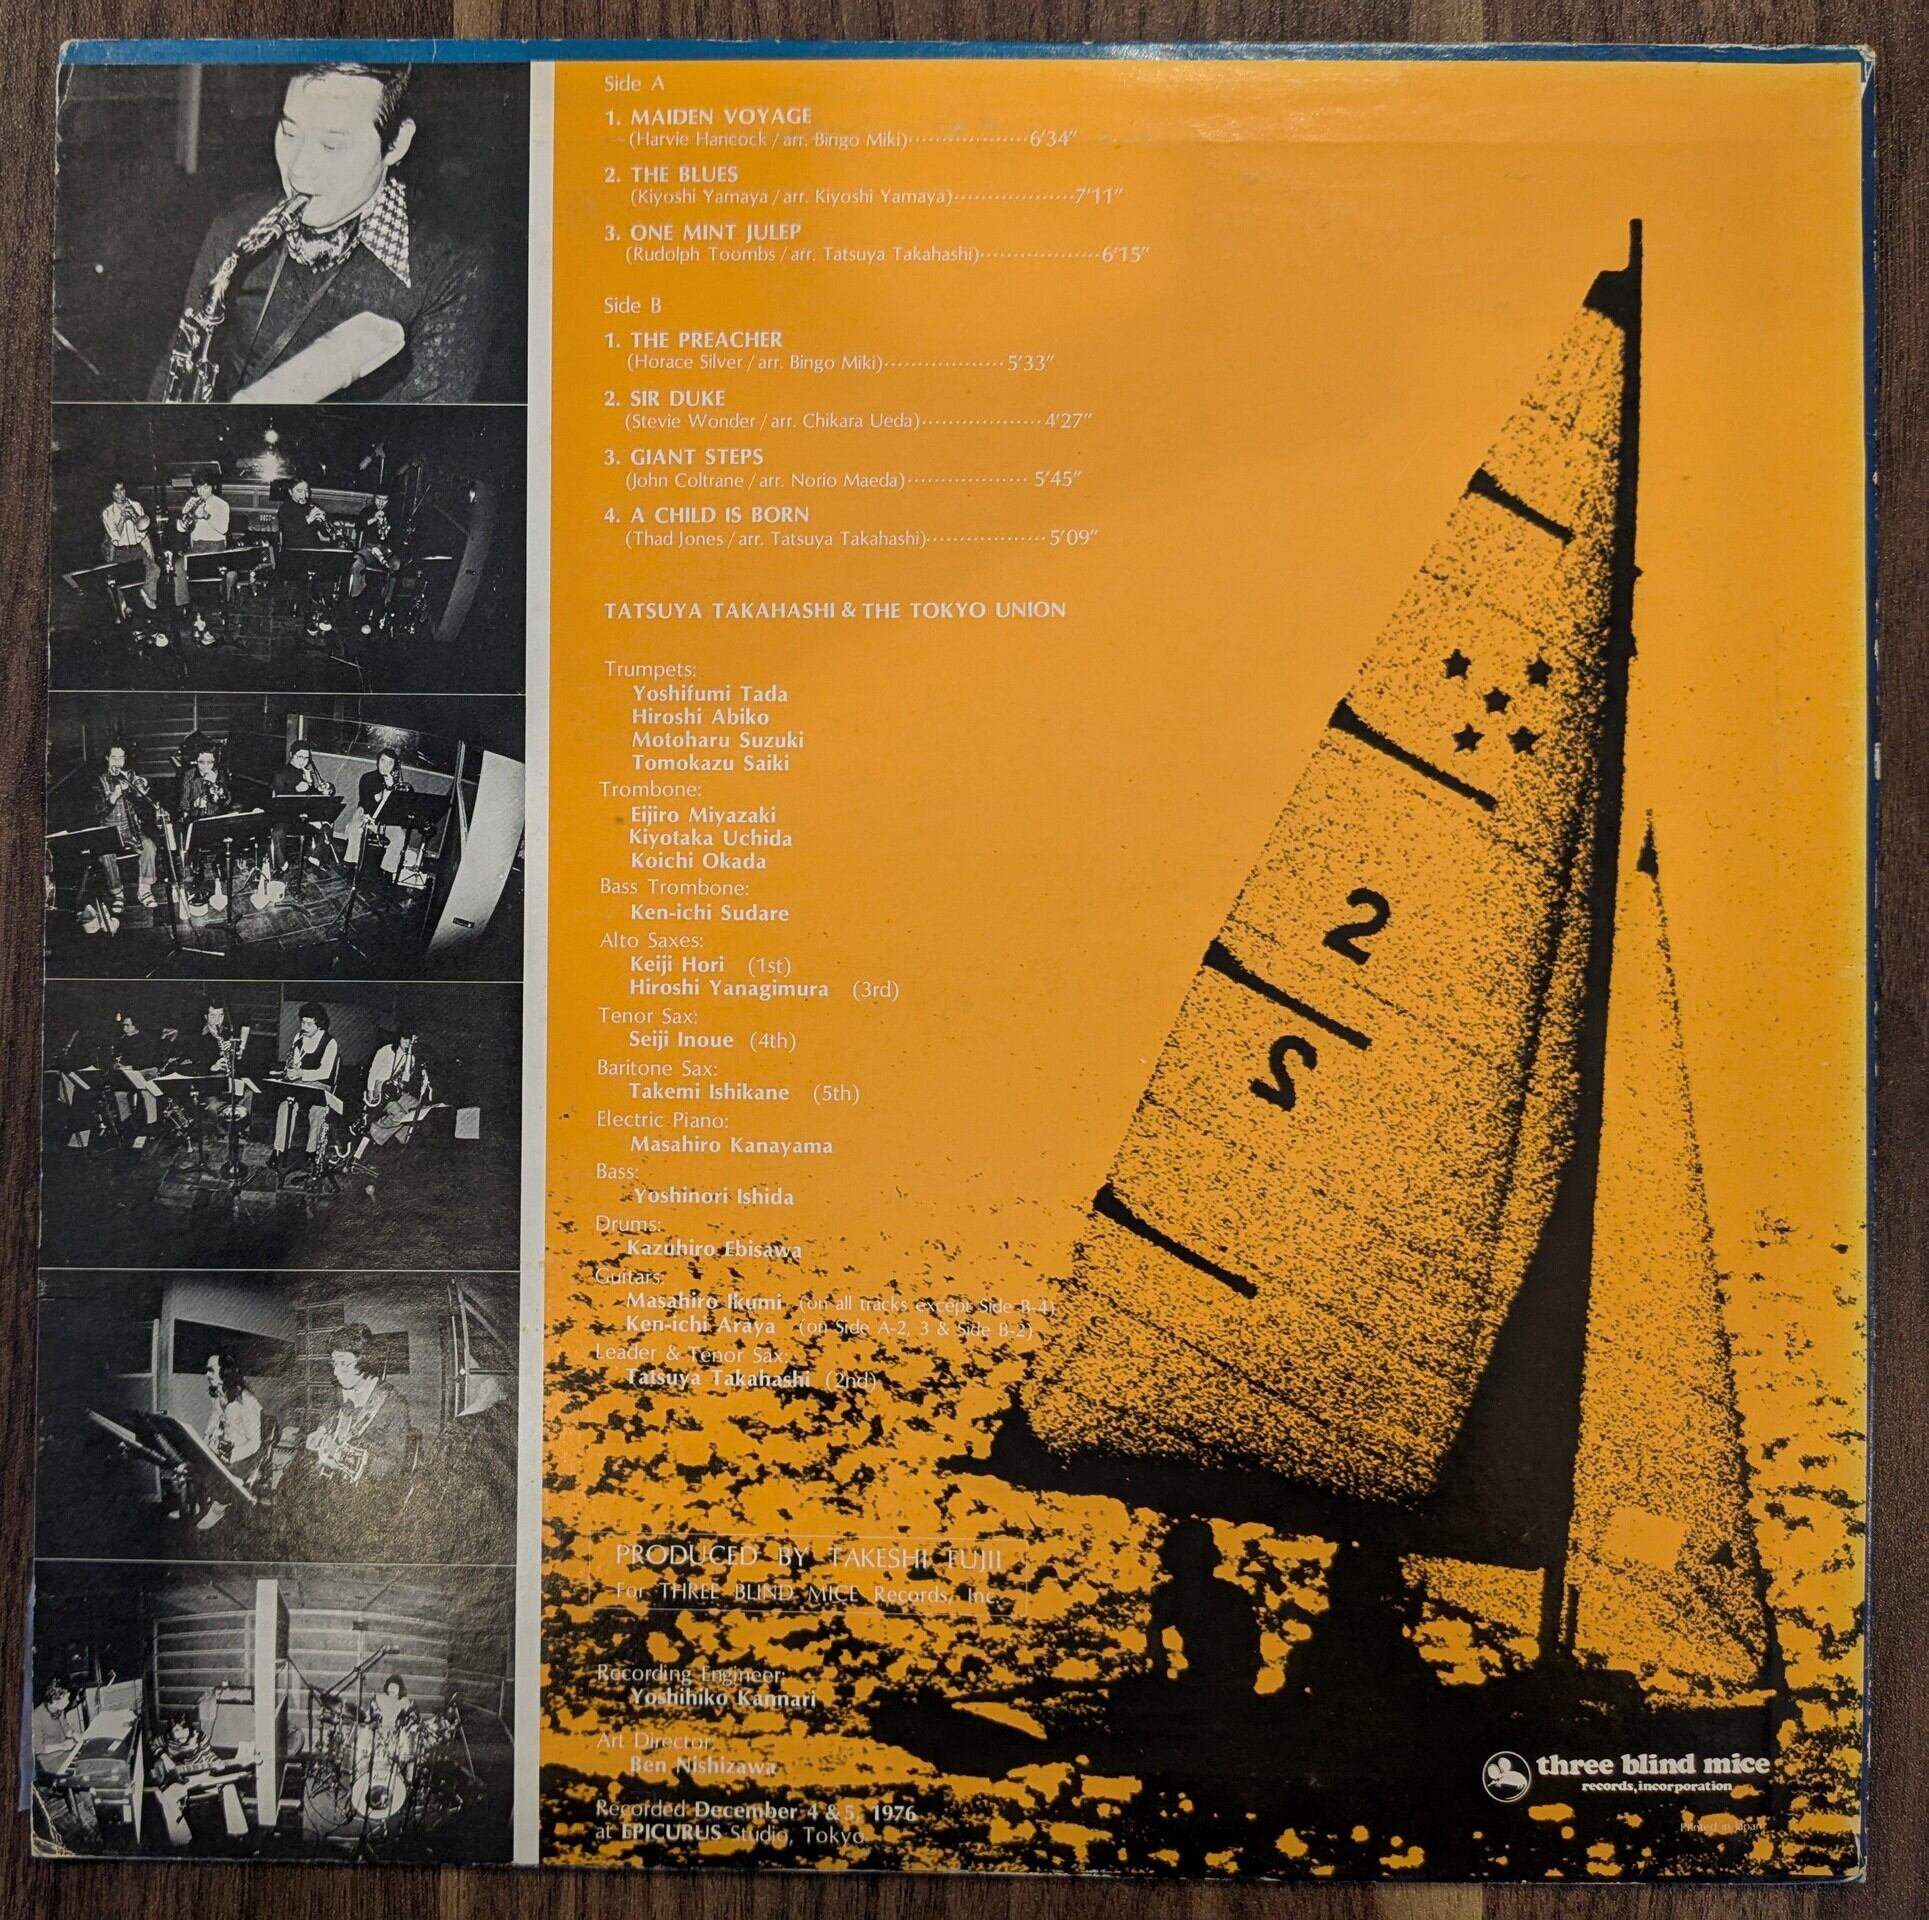 Side A
1. MAIDEN VOYAGE
(Harvie Hancock / arr. Bingo Miki)··················6′34″
2. THE BLUES
(Kiyoshi Yamaya / arr. Kiyoshi Yamaya)··················7′11″
3. ONE MINT JULEP
(Rudolph Toombs / arr. Tatsuya Takahashi)··················6′15″
Side B
1. THE PREACHER
(Horace Silver / arr. Bingo Miki)··················5′33″
2. SIR DUKE
(Stevie Wonder / arr. Chikara Ueda)··················4′27″
3. GIANT STEPS
(John Coltrane / arr. Norio Maeda)··················5′45″
4. A CHILD IS BORN
(Thad Jones / arr. Tatsuya Takahashi)··················5′09″
TATSUYA TAKAHASHI & THE TOKYO UNION
Trumpets:
Yoshifumi Tada
Hiroshi Abiko
Motoharu Suzuki
Tomokazu Saiki
Trombone:
Eijiro Miyazaki
Kiyotaka Uchida
Koichi Okada
Bass Trombone:
Ken-ichi Sudare
Alto Saxes:
Keiji Hori (1st)
Hiroshi Yanagimura (3rd)
Tenor Sax:
Seiji Inoue (4th)
Baritone Sax:
Takemi Ishikane (5th)
Electric Piano:
Masahiro Kanayama
Bass:
Yoshinori Ishida
Drums:
Kazuhiro Ebisawa
Guitars:
Masahiro Ikumi (on all tracks except Side B-4)
Ken-ichi Araya (on Side A-2, 3 & Side B-2)
Leader & Tenor Sax:
Tatsuya Takahashi (2nd)
PRODUCED BY TAKESHI FUJII
For THREE BLIND MICE Records, Inc.
Recording Engineer:
Yoshihiko Kannari
Art Director:
Ben Nishizawa
Recorded December 4 & 5, 1976
at EPICURUS Studio, Tokyo
2
2
three blind mice
records, incorporation
Printed in Japan